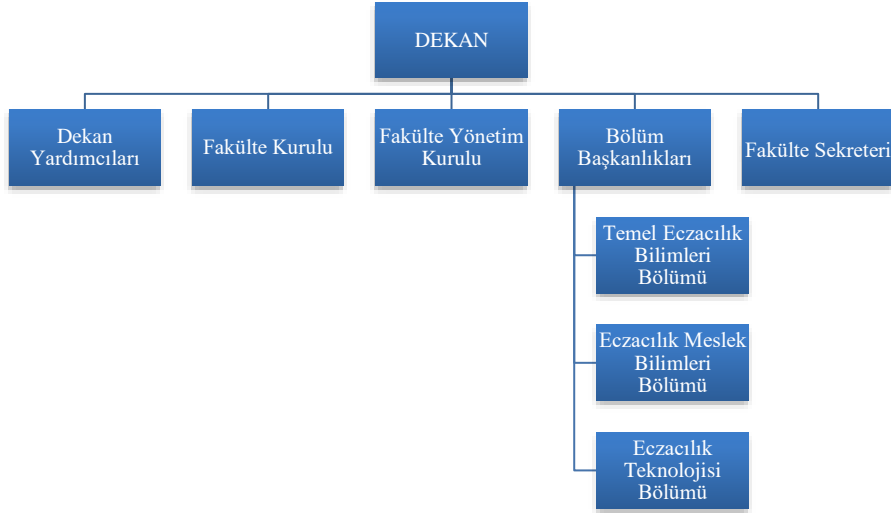 DEKAN
Dekan
Yardımcıları
Fakülte Kurulu
Fakülte Yönetim
Kurulu
Bölüm
Başkanlıkları
Fakülte Sekreteri
Temel Eczacılık
Bilimleri
Bölümü
Eczacılık Meslek
Bilimleri
Bölümü
Eczacılık
Teknolojisi
Bölümü